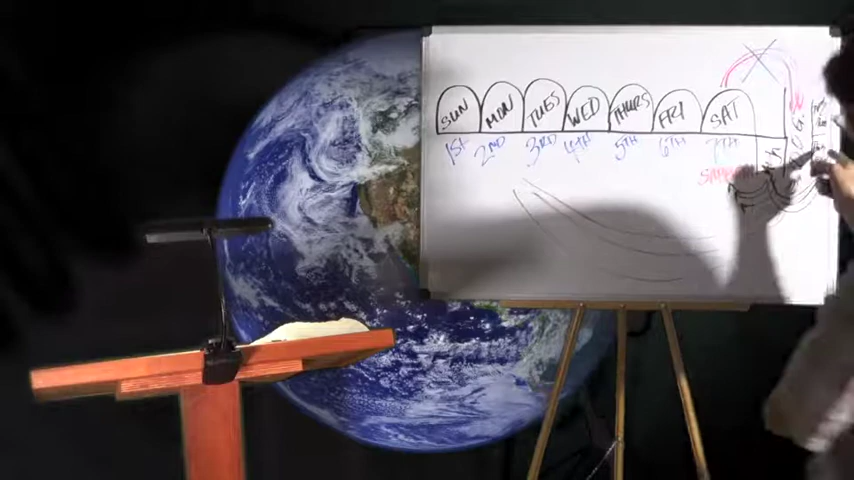 SUN MON TUES WED THURS FRI SAT
1ST 2ND 3RD 4TH 5TH 6TH 7TH